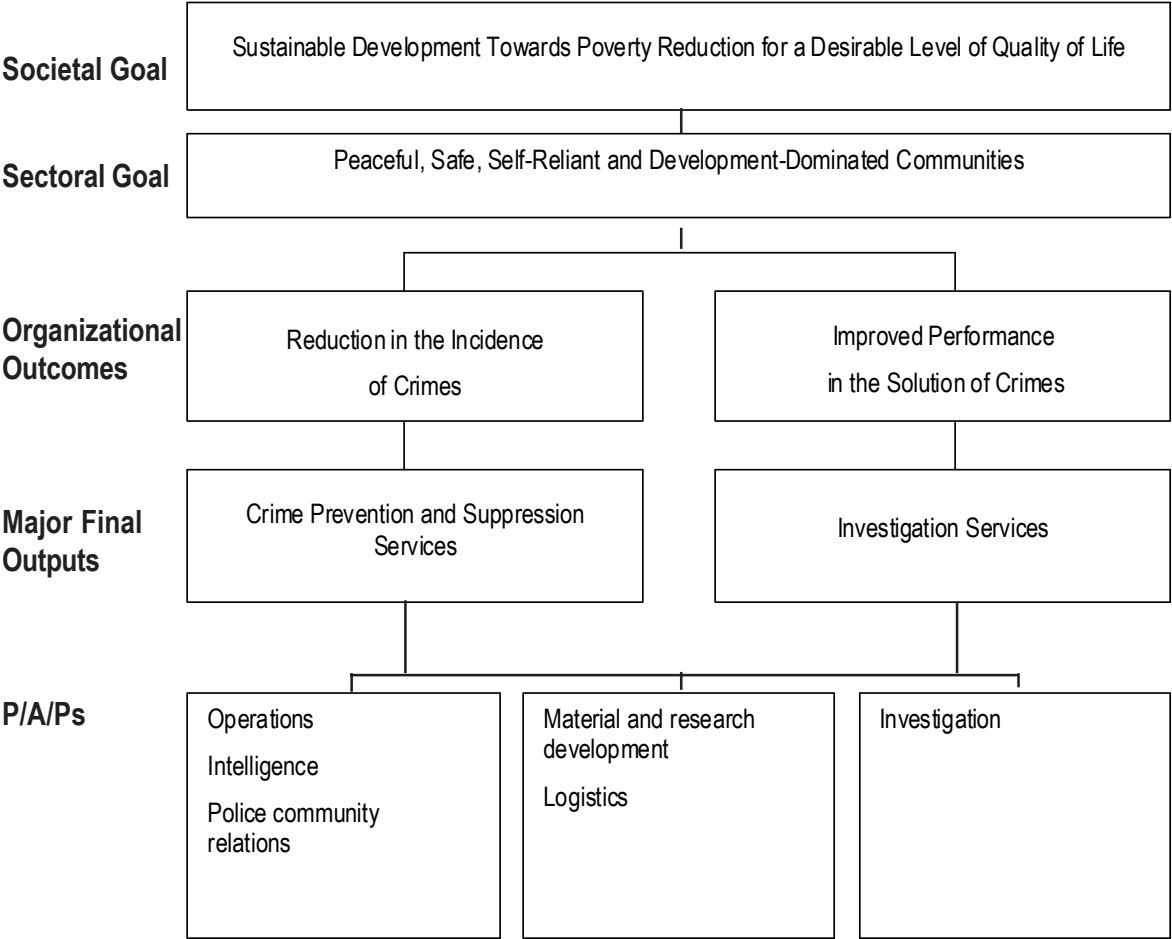 Societal Goal
Sustainable Development Towards Poverty Reduction for a Desirable Level of Quality of Life
Sectoral Goal
Peaceful, Safe, Self-Reliant and Development-Dominated Communities
Organizational
Outcomes
Reduction in the Incidence
of Crimes
Improved Performance
in the Solution of Crimes
Major Final
Outputs
Crime Prevention and Suppression
Services
Investigation Services
P/A/Ps
Operations
Intelligence
Police community
relations
Material and research
development
Logistics
Investigation